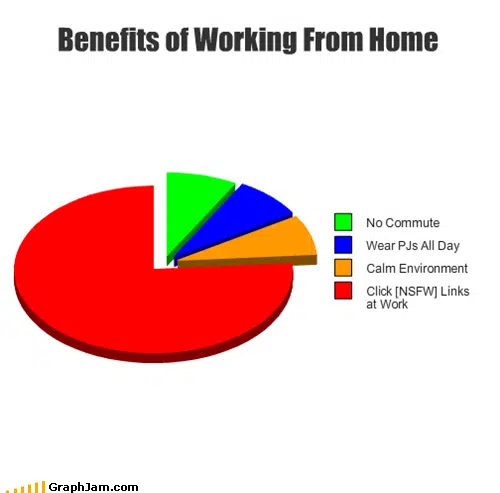 Benefits of Working From Home
No Commute
Wear PJs All Day
Calm Environment
Click [NSFW] Links
at Work
GraphJam.com